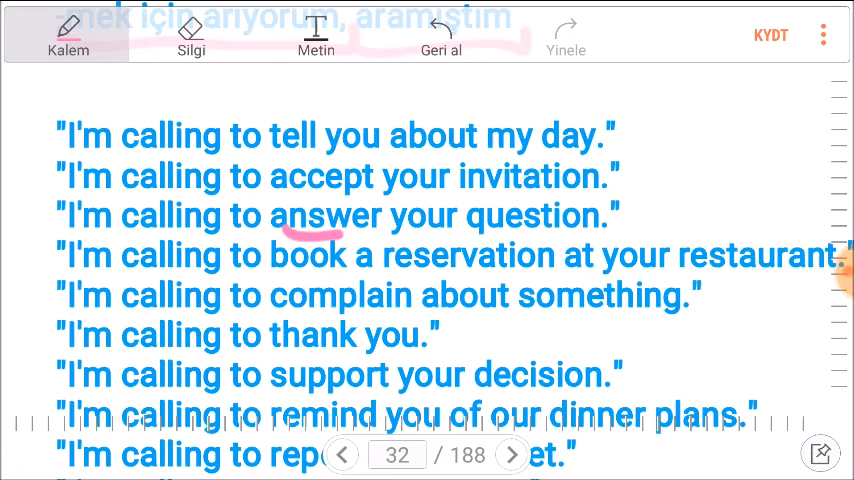 -mek için arıyorum, aramıştım
Kalem
Silgi
Metin
Geri al
Yinele
KYDT
"I'm calling to tell you about my day."
"I'm calling to accept your invitation."
"I'm calling to answer your question."
"I'm calling to book a reservation at your restaurant."
"I'm calling to complain about something."
"I'm calling to thank you."
"I'm calling to support your decision."
"I'm calling to remind you of our dinner plans."
"I'm calling to
32 / 188